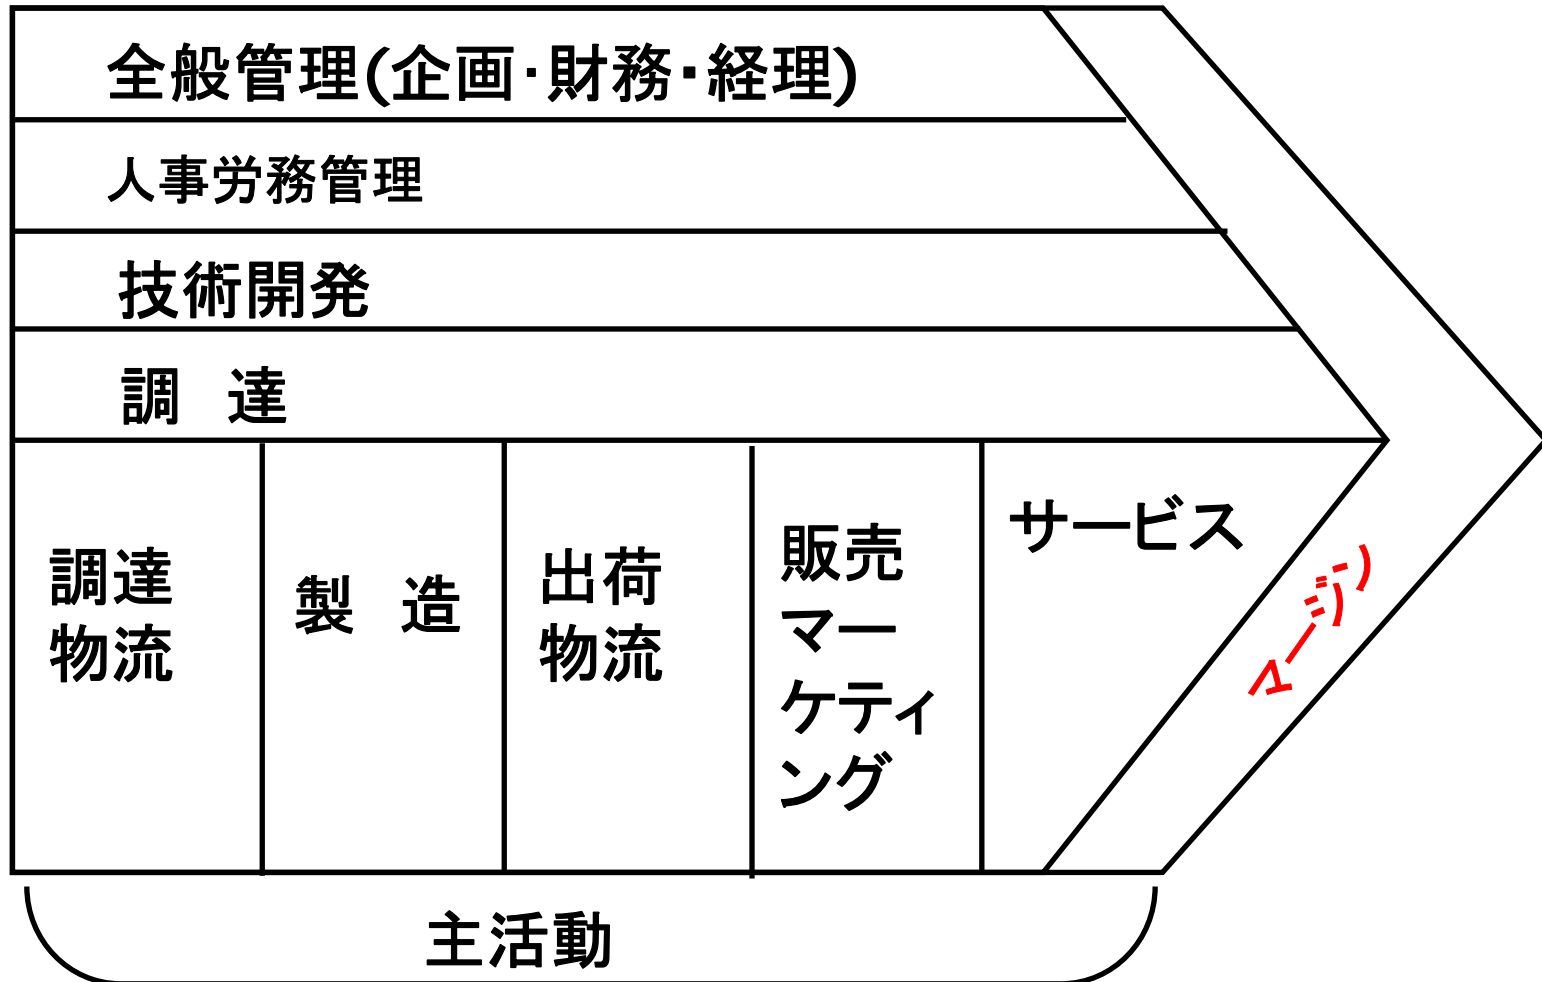 全般管理(企画･財務・経理)
人事労務管理
技術開発
調　達
調達
物流
製　造
出荷
物流
販売
マー
ケティ
ング
サービス
マージン
主活動